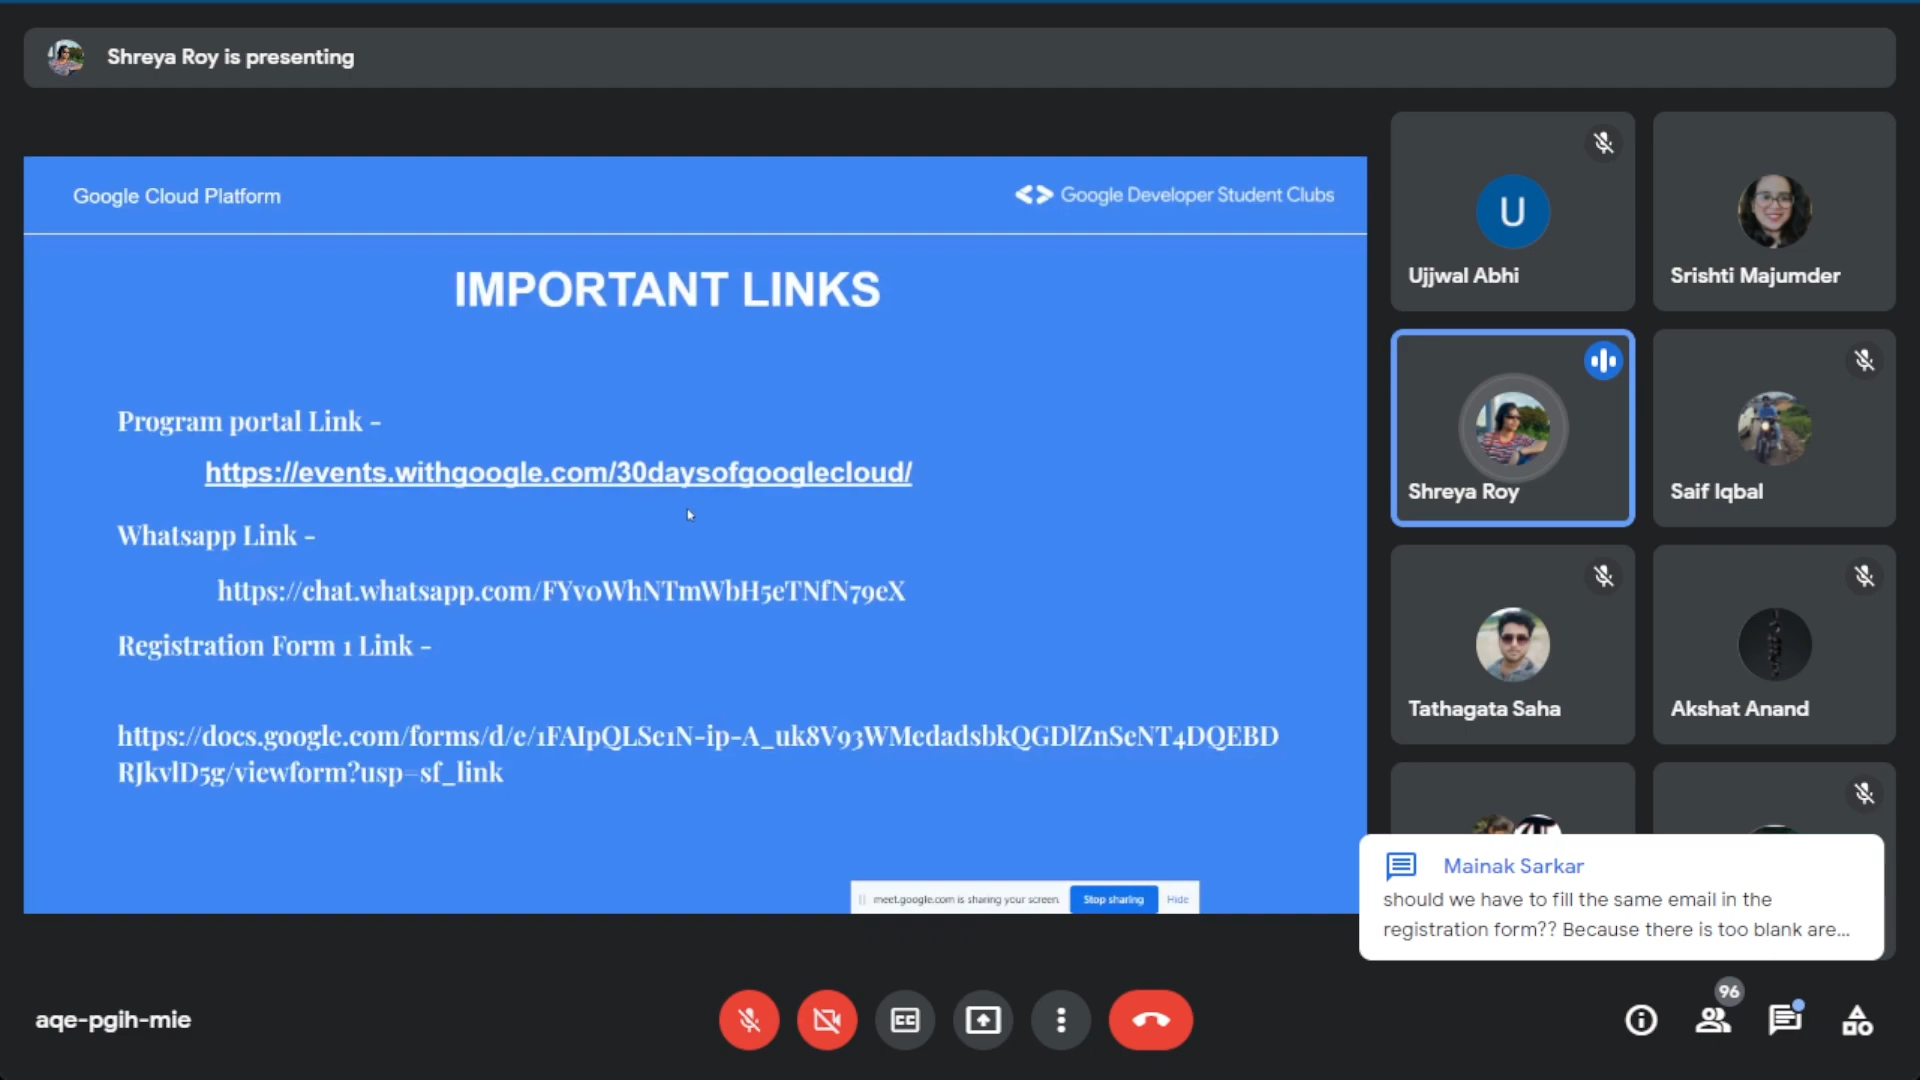 Shreya Roy is presenting
Google Cloud Platform
Google Developer Student Clubs
IMPORTANT LINKS
Program portal Link -
https://events.withgoogle.com/30daysofgooglecloud/
Whatsapp Link -
https://chat.whatsapp.com/FYv0WhNTmWbH5eTNfN79eX
Registration Form 1 Link -
https://docs.google.com/forms/d/e/1FAIpQLSe1N-ip-A_uk8V93WMedadsbkQGDlZnSeNT4DQEBD
RJkvlD5g/viewform?usp=sf_link
meet.google.com is sharing your screen.
Stop sharing
Hide
U
Ujjwal Abhi
Srishti Majumder
Shreya Roy
Saif Iqbal
Tathagata Saha
Akshat Anand
Mainak Sarkar
should we have to fill the same email in the
registration form?? Because there is too blank are...
aqe-pgih-mie
CC
96